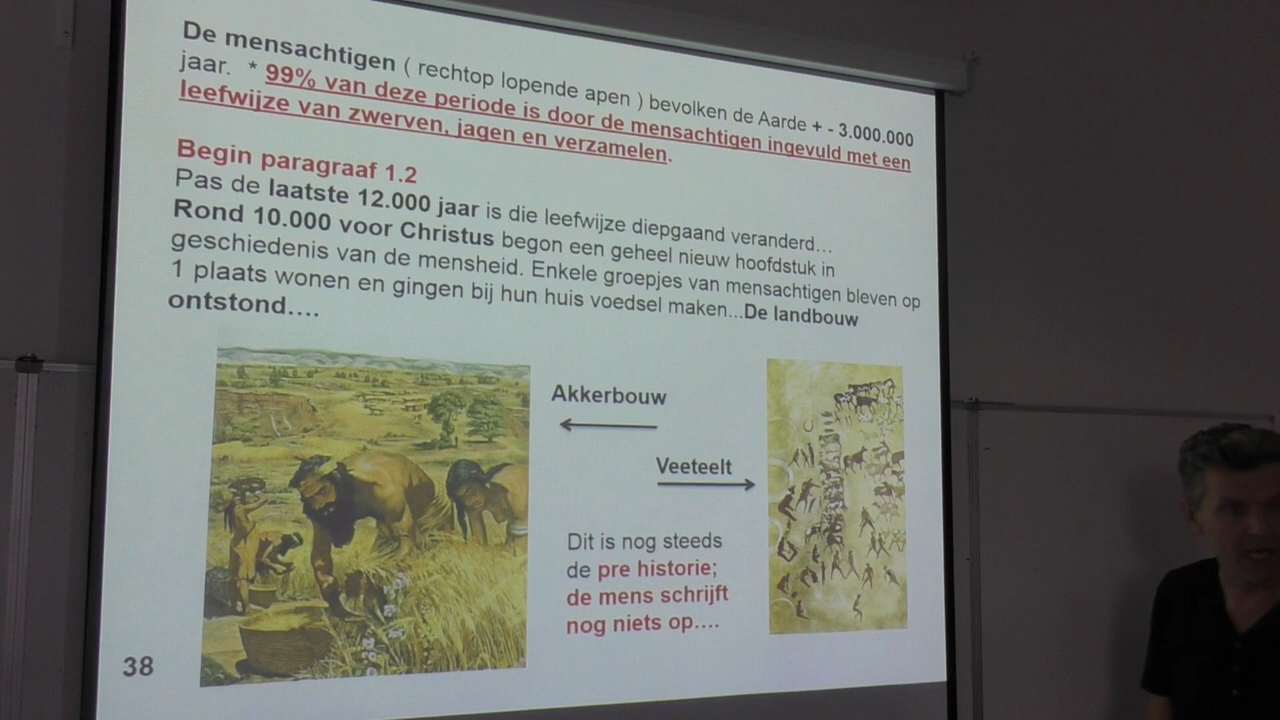 De mensachtigen ( rechtop lopende apen ) bevolken de Aarde + - 3.000.000
jaar. * 99% van deze periode is door de mensachtigen ingevuld met een
leefwijze van zwerven, jagen en verzamelen.
Begin paragraaf 1.2
Pas de laatste 12.000 jaar is die leefwijze diepgaand veranderd…
Rond 10.000 voor Christus begon een geheel nieuw hoofdstuk in
geschiedenis van de mensheid. Enkele groepjes van mensachtigen bleven op
1 plaats wonen en gingen bij hun huis voedsel maken...De landbouw
ontstond….
Akkerbouw
Veeteelt
Dit is nog steeds
de pre historie;
de mens schrijft
nog niets op….
38